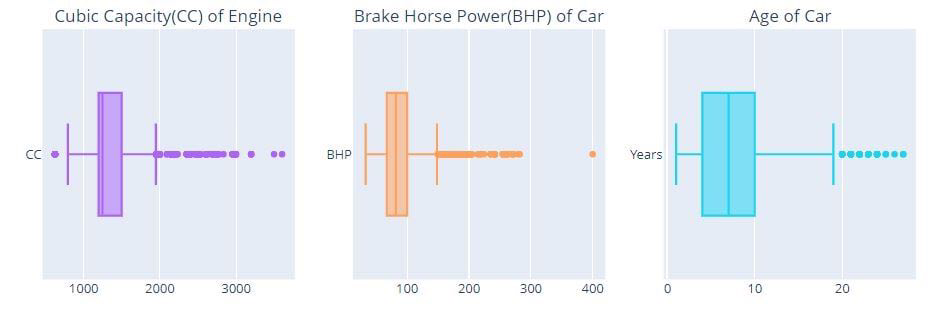 Cubic Capacity(CC) of Engine
Brake Horse Power(BHP) of Car
Age of Car
CC
BHP
Years
1000 2000 3000
100 200 300 400
0 10 20